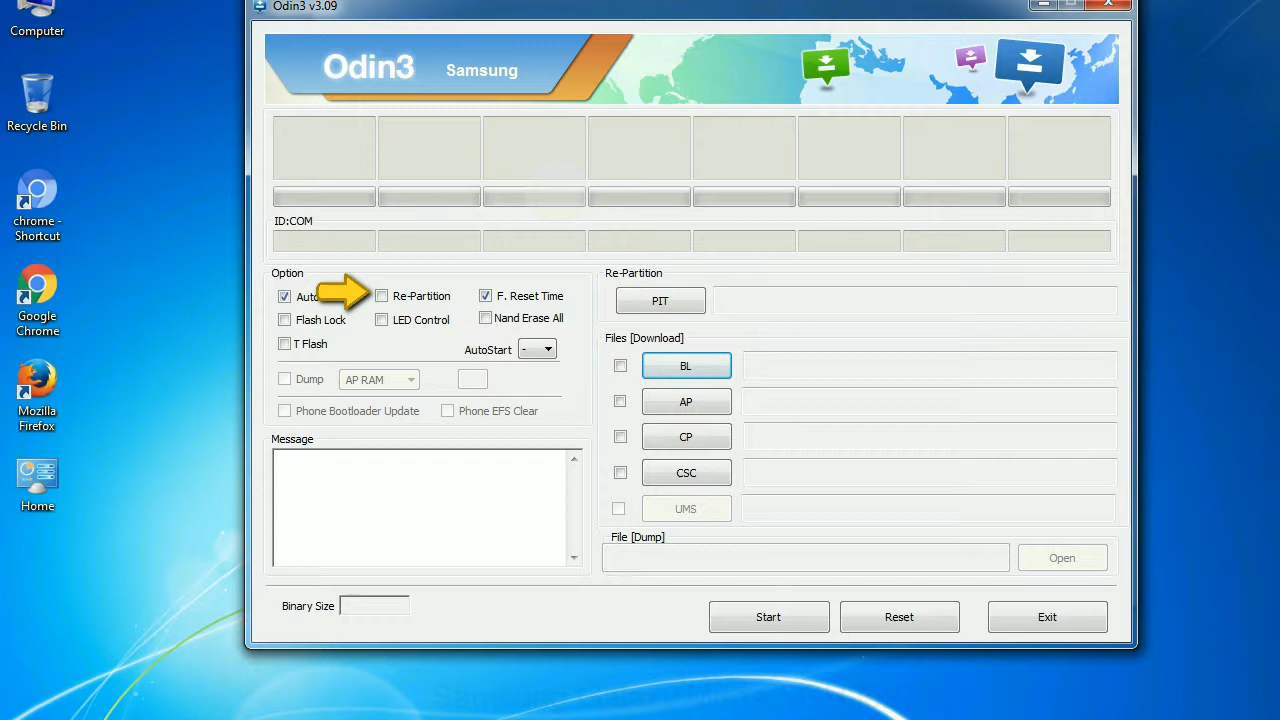 Computer
Recycle Bin
chrome -
Shortcut
Google
Chrome
Mozilla
Firefox
Home
Odin3 v3.09
Odin3 Samsung
ID:COM
Option
Re-Partition
F. Reset Time
Flash Lock
LED Control
Nand Erase All
T Flash
AutoStart -
Dump AP RAM
Phone Bootloader Update
Phone EFS Clear
Message
Re-Partition
PIT
Files [Download]
BL
AP
CP
CSC
UMS
File [Dump]
Open
Binary Size
Start
Reset
Exit
Samsung